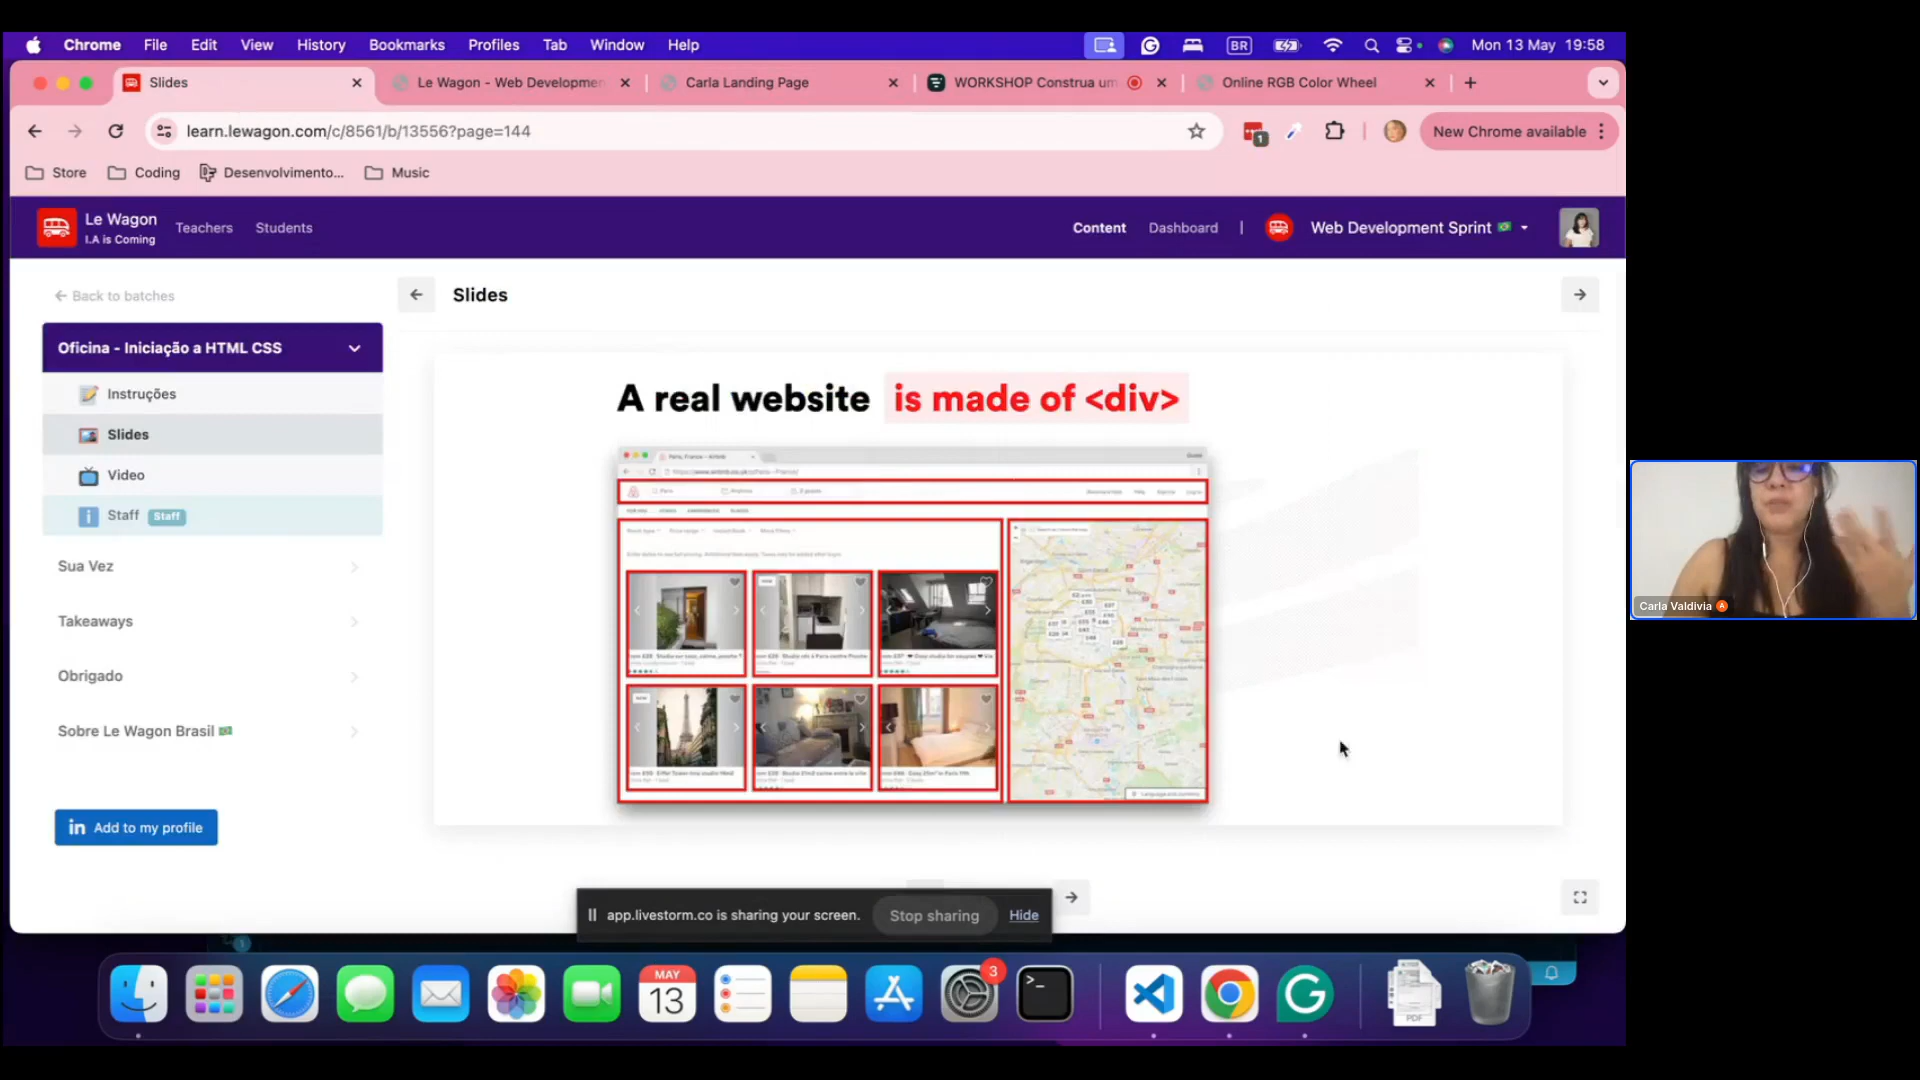 Chrome File Edit View History Bookmarks Profiles Tab Window Help
BR
Mon 13 May 19:58
Slides
Le Wagon - Web Developmen
Carla Landing Page
WORKSHOP Construa um
Online RGB Color Wheel
learn.lewagon.com/c/8561/b/13556?page=144
1
New Chrome available
Store
Coding
Desenvolvimento...
Music
Le Wagon
I.A is Coming
Teachers
Students
Content
Dashboard
Web Development Sprint
Back to batches
Slides
Oficina - Iniciação a HTML CSS
Instruções
Slides
Video
Staff Staff
Sua Vez
Takeaways
Obrigado
Sobre Le Wagon Brasil
in Add to my profile
A real website is made of <div>
Carla Valdivia
app.livestorm.co is sharing your screen.
Stop sharing
Hide
MAY
13
3
PDF